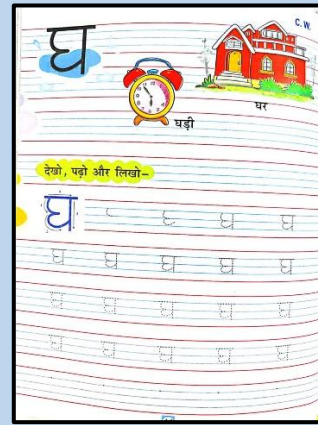 C.W.
घ
घर
घड़ी
देखो, पढ़ो और लिखो–
घ घ घ
घ घ घ घ घ
घ घ घ घ घ
घ घ घ घ घ